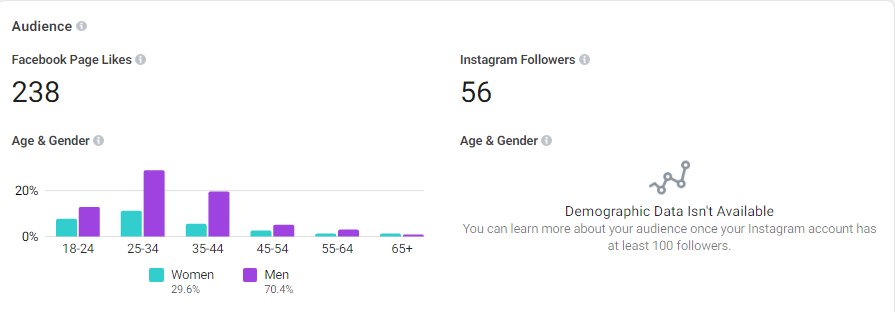 Audience
Facebook Page Likes
238
Instagram Followers
56
Age & Gender
20%
0%
18-24 25-34 35-44 45-54 55-64 65+
Women
29.6%
Men
70.4%
Age & Gender
Demographic Data Isn't Available
You can learn more about your audience once your Instagram account has
at least 100 followers.